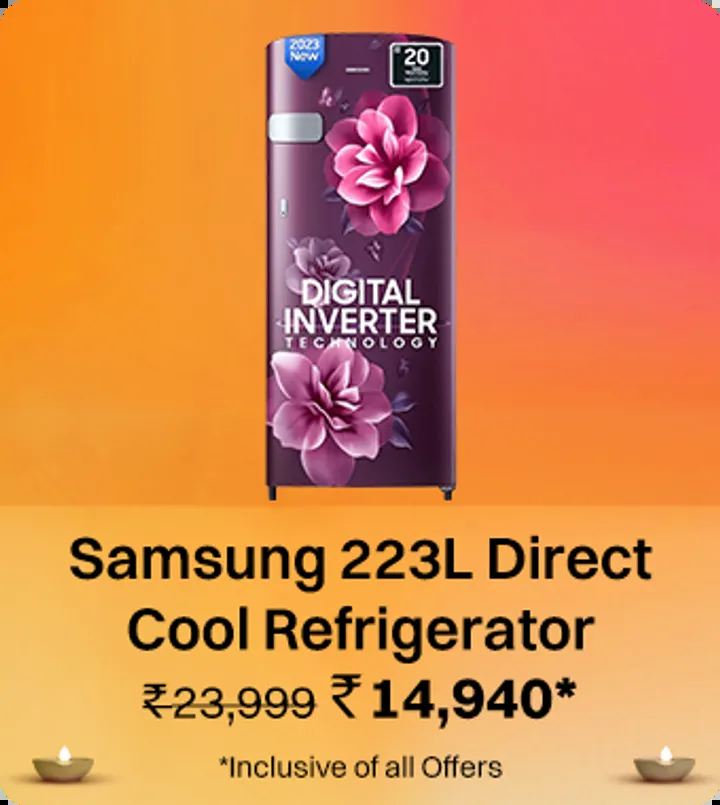 2023
New
20
DIGITAL
INVERTER
TECHNOLOGY
Samsung 223L Direct
Cool Refrigerator
₹23,999 ₹14,940*
*Inclusive of all Offers